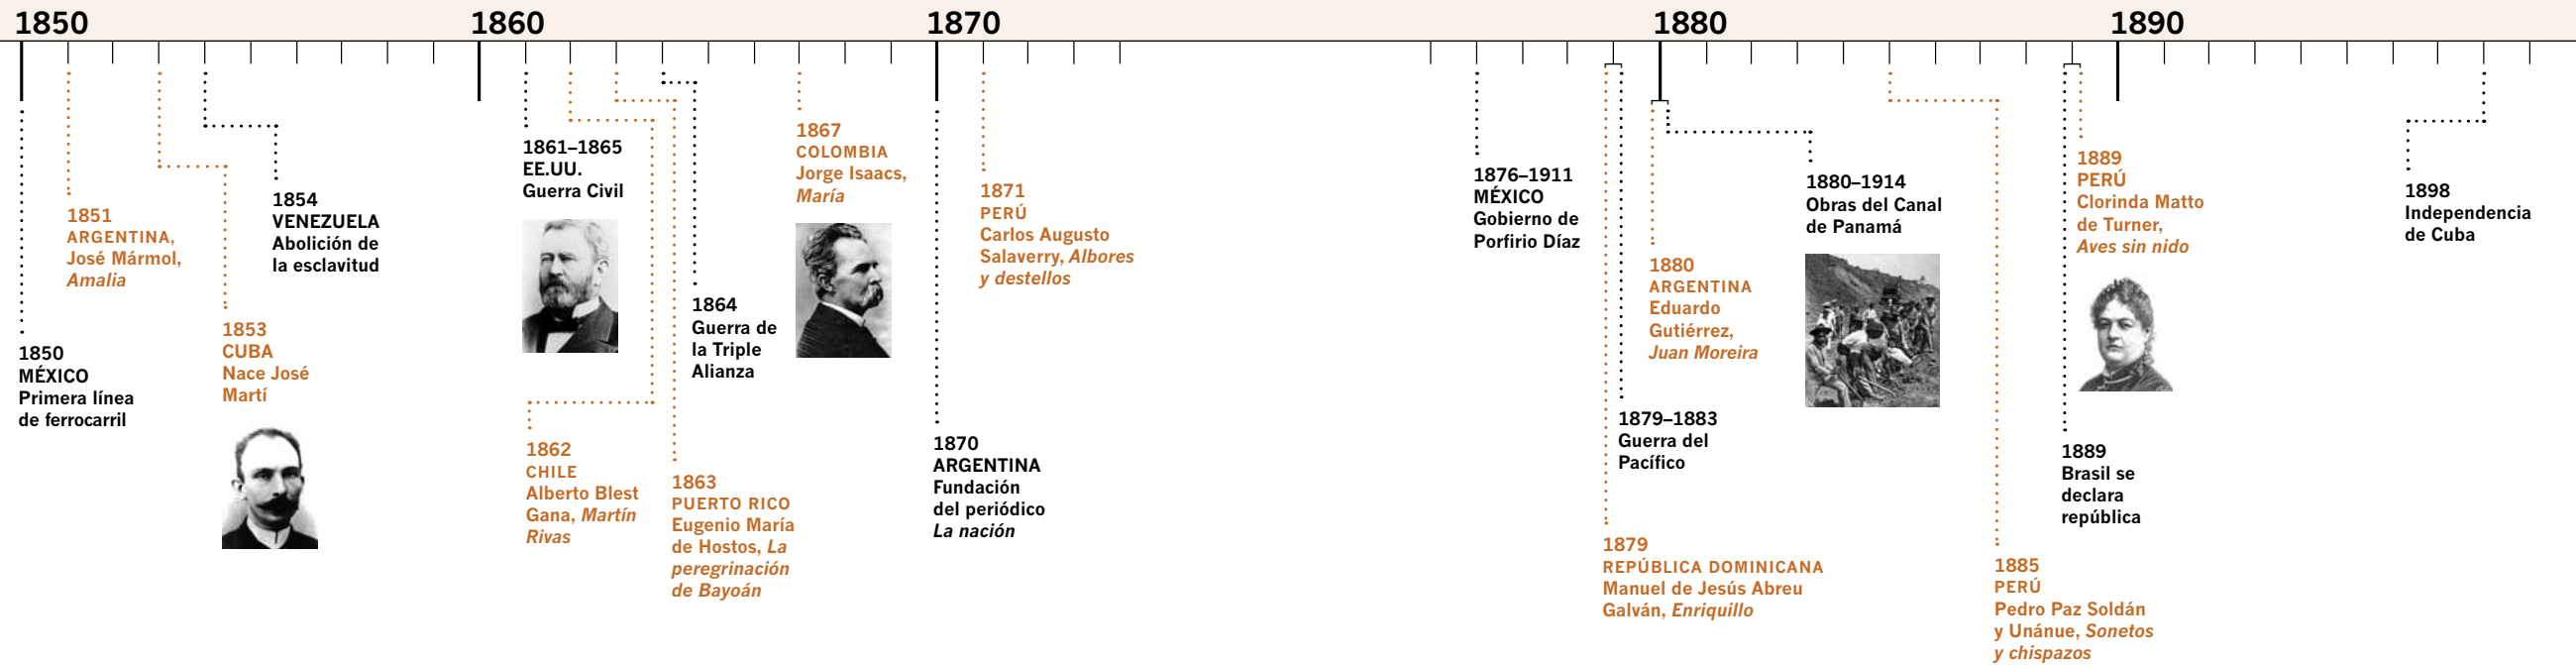 1850
1860
1870
1880
1890
1850
MÉXICO
Primera línea
de ferrocarril
1851
ARGENTINA,
José Mármol,
Amalia
1853
CUBA
Nace José
Martí
1854
VENEZUELA
Abolición de
la esclavitud
1861–1865
EE.UU.
Guerra Civil
1862
CHILE
Alberto Blest
Gana, Martín
Rivas
1863
PUERTO RICO
Eugenio María
de Hostos, La
peregrinación
de Bayoán
1864
Guerra de
la Triple
Alianza
1867
COLOMBIA
Jorge Isaacs,
María
1870
ARGENTINA
Fundación
del periódico
La nación
1871
PERÚ
Carlos Augusto
Salaverry, Albores
y destellos
1876–1911
MÉXICO
Gobierno de
Porfirio Díaz
1879
REPÚBLICA DOMINICANA
Manuel de Jesús Abreu
Galván, Enriquillo
1879–1883
Guerra del
Pacífico
1880
ARGENTINA
Eduardo
Gutiérrez,
Juan Moreira
1880–1914
Obras del Canal
de Panamá
1885
PERÚ
Pedro Paz Soldán
y Unánue, Sonetos
y chispazos
1889
Brasil se
declara
república
1889
PERÚ
Clorinda Matto
de Turner,
Aves sin nido
1898
Independencia
de Cuba